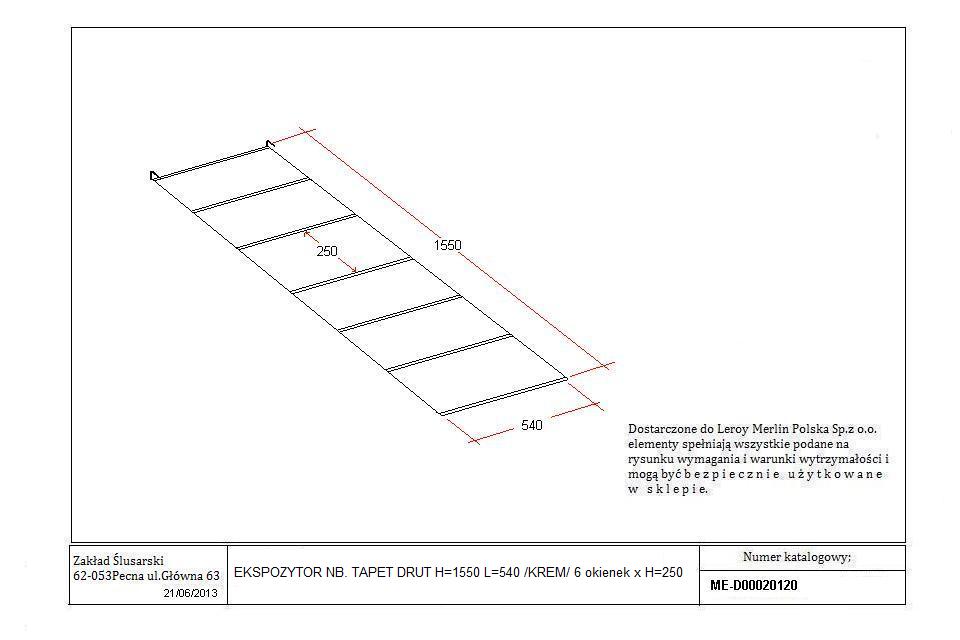 1550
250
540
Dostarczone do Leroy Merlin Polska Sp.z o.o.
elementy spełniają wszystkie podane na
rysunku wymagania i warunki wytrzymałości i
mogą być b e z p i e c z n i e u ż y t k o w a n e
w s k l e p i e.
Zakład Ślusarski
62-053Pecna ul.Główna 63
21/06/2013
EKSPOZYTOR NB. TAPET DRUT H=1550 L=540 /KREM/ 6 okienek x H=250
Numer katalogowy;
ME-D00020120